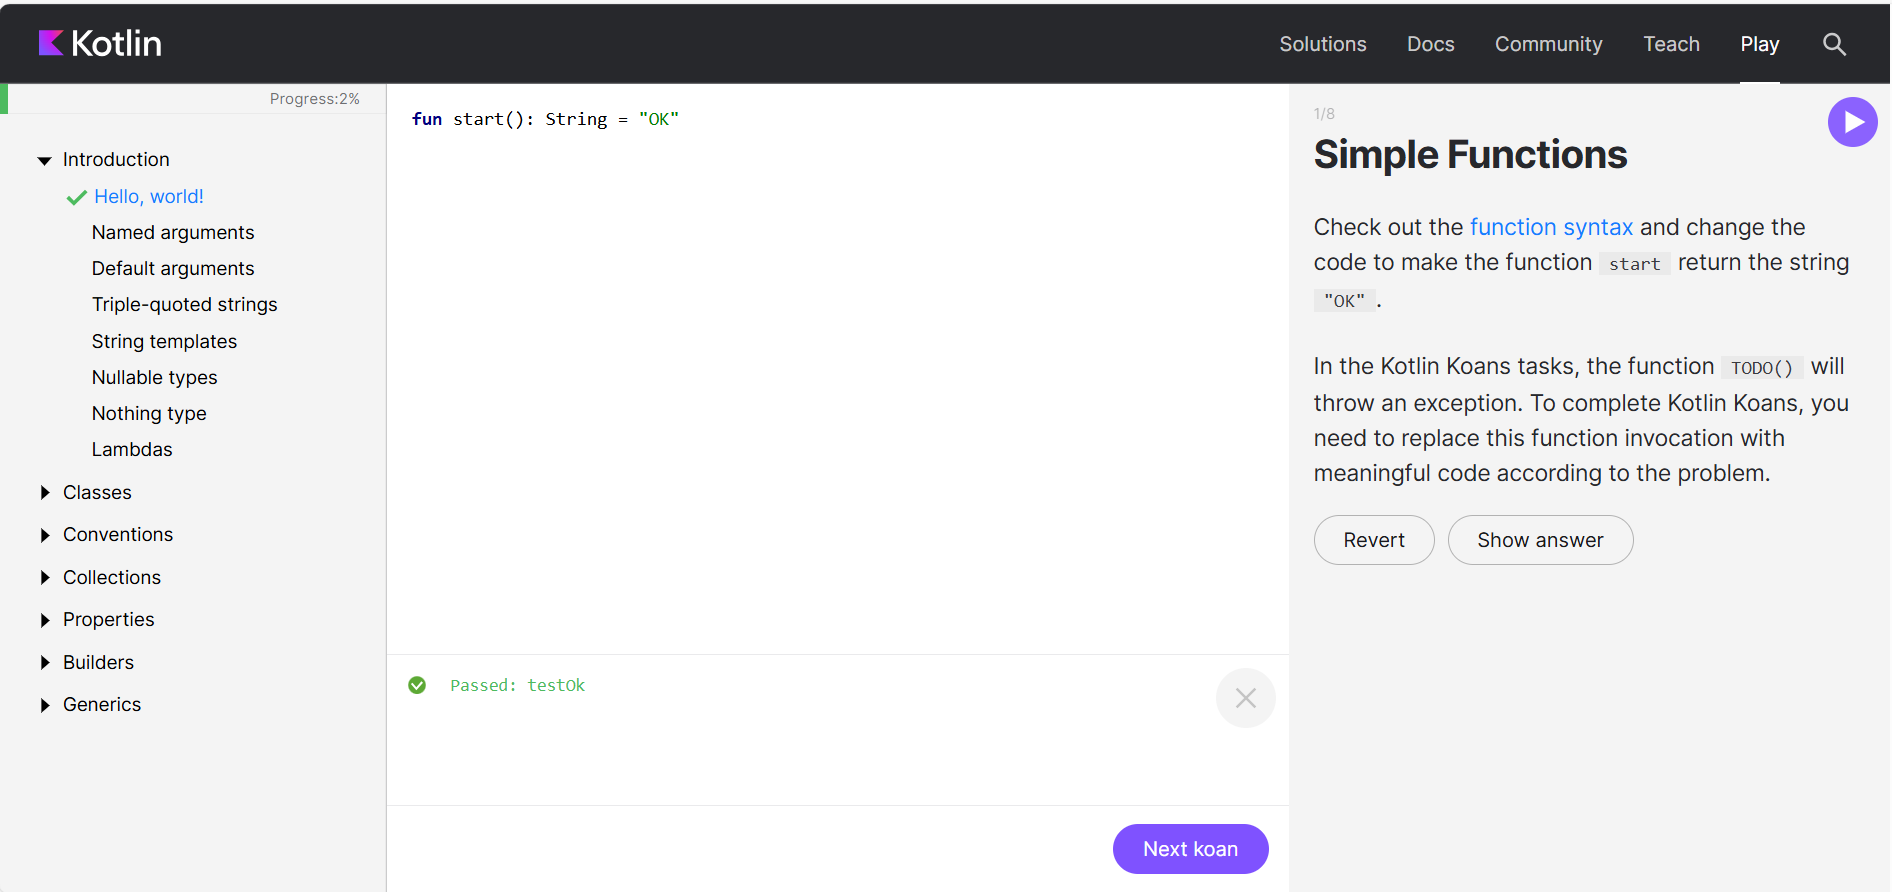 Kotlin
Solutions
Docs
Community
Teach
Play
Progress:2%
Introduction
Hello, world!
Named arguments
Default arguments
Triple-quoted strings
String templates
Nullable types
Nothing type
Lambdas
Classes
Conventions
Collections
Properties
Builders
Generics
fun start(): String = "OK"
Passed: testOk
Next koan
1/8
Simple Functions
Check out the function syntax and change the
code to make the function start return the string
"OK" .
In the Kotlin Koans tasks, the function TODO() will
throw an exception. To complete Kotlin Koans, you
need to replace this function invocation with
meaningful code according to the problem.
Revert
Show answer